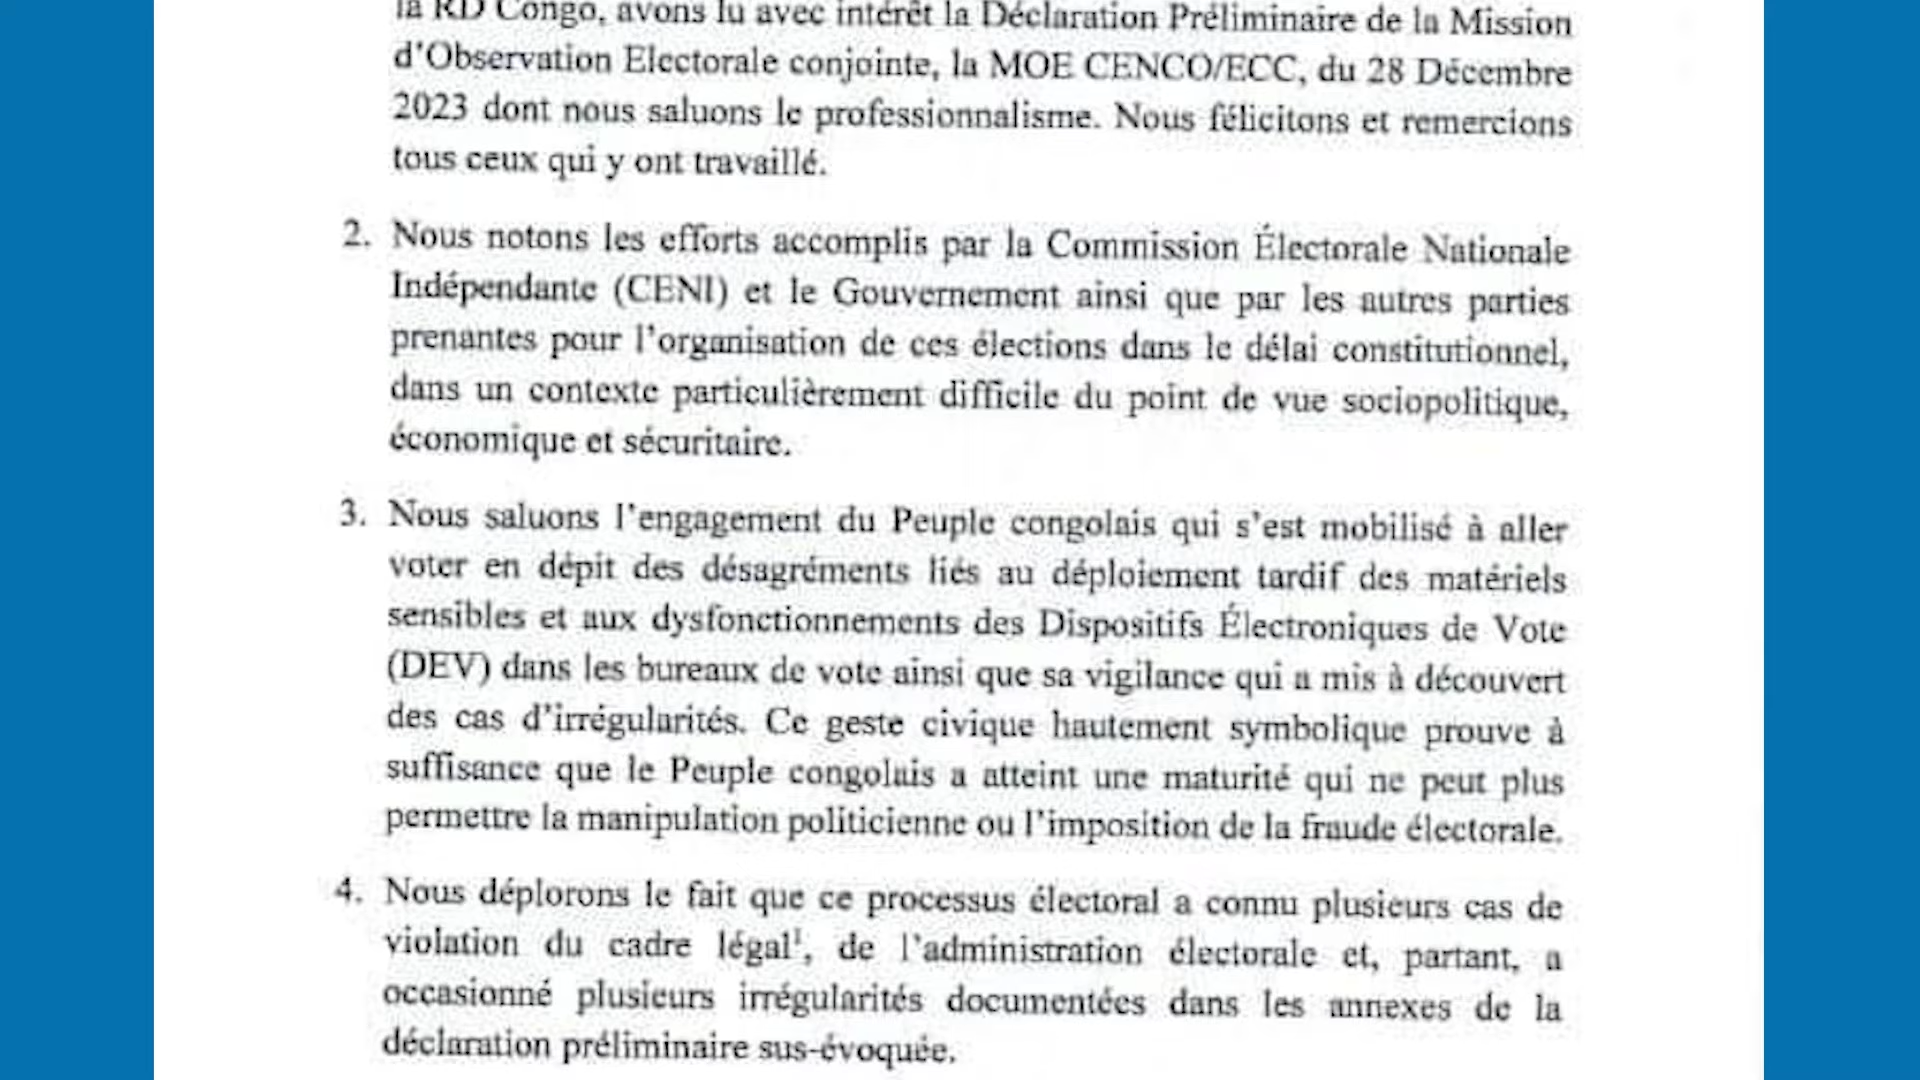 la RD Congo, avons lu avec intérêt la Déclaration Préliminaire de la Mission
d'Observation Electorale conjointe, la MOE CENCO/ECC, du 28 Décembre
2023 dont nous saluons le professionnalisme. Nous félicitons et remercions
tous ceux qui y ont travaillé.
2. Nous notons les efforts accomplis par la Commission Électorale Nationale
Indépendante (CENI) et le Gouvernement ainsi que par les autres parties
prenantes pour l'organisation de ces élections dans le délai constitutionnel,
dans un contexte particulièrement difficile du point de vue sociopolitique,
économique et sécuritaire.
3. Nous saluons l'engagement du Peuple congolais qui s'est mobilisé à aller
voter en dépit des désagréments liés au déploiement tardif des matériels
sensibles et aux dysfonctionnements des Dispositifs Électroniques de Vote
(DEV) dans les bureaux de vote ainsi que sa vigilance qui a mis à découvert
des cas d'irrégularités. Ce geste civique hautement symbolique prouve à
suffisance que le Peuple congolais a atteint une maturité qui ne peut plus
permettre la manipulation politicienne ou l'imposition de la fraude électorale.
4. Nous déplorons le fait que ce processus électoral a connu plusieurs cas de
violation du cadre légal¹, de l'administration électorale et, partant, a
occasionné plusieurs irrégularités documentées dans les annexes de la
déclaration préliminaire sus-évoquée.